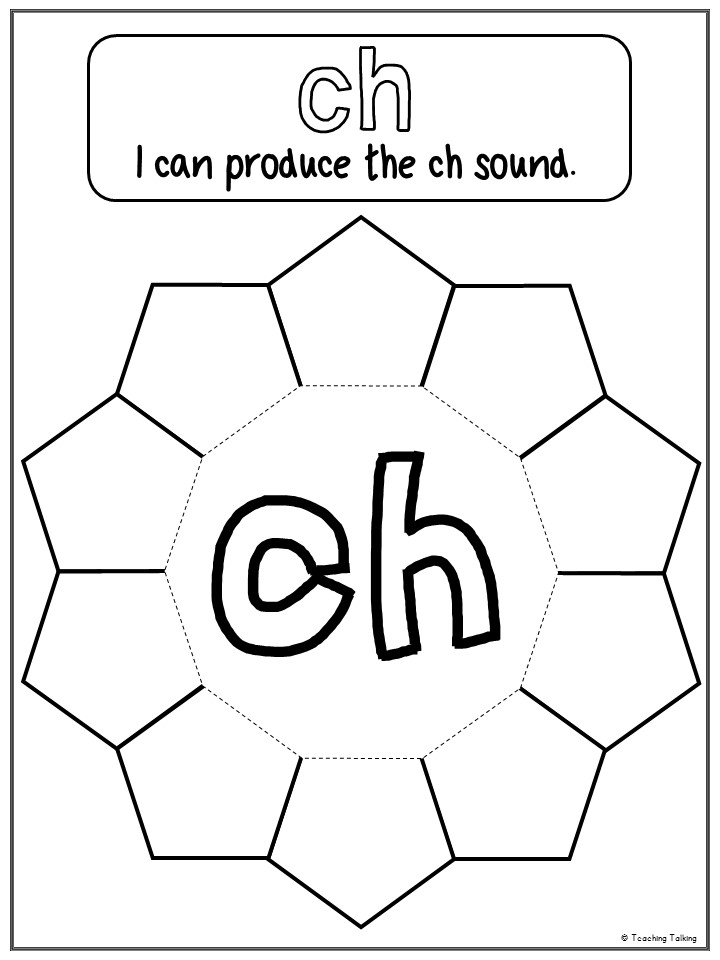 ch
I can produce the ch sound.
ch
© Teaching Talking